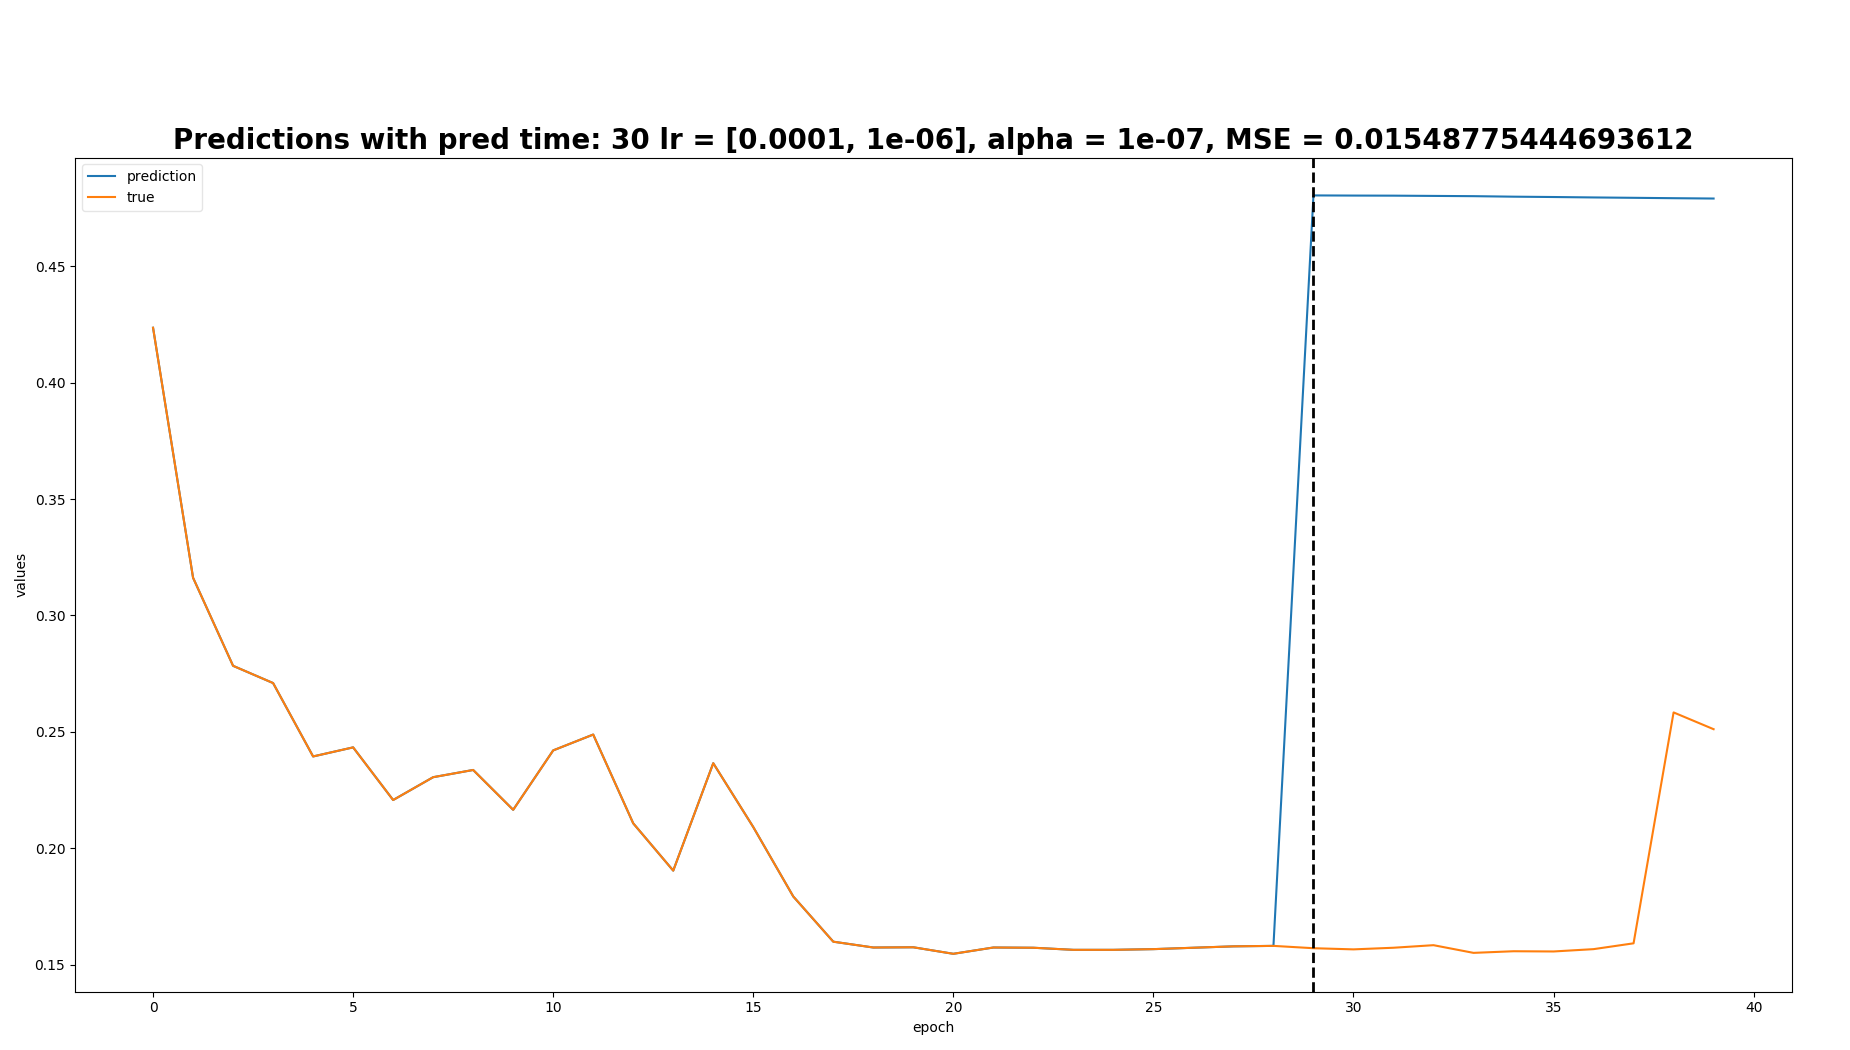 Predictions with pred time: 30 lr = [0.0001, 1e-06], alpha = 1e-07, MSE = 0.01548775444693612
prediction
true
0.45
0.40
0.35
0.30
0.25
0.20
0.15
values
0 5 10 15 20 25 30 35 40
epoch